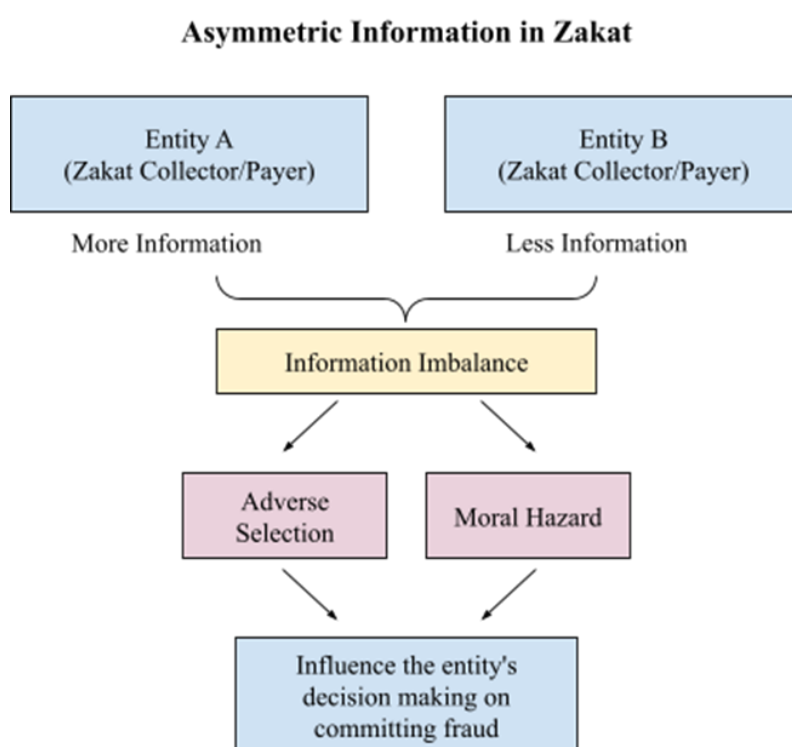 Asymmetric Information in Zakat
Entity A
(Zakat Collector/Payer)
Entity B
(Zakat Collector/Payer)
More Information
Less Information
Information Imbalance
Adverse
Selection
Moral Hazard
Influence the entity's
decision making on
committing fraud